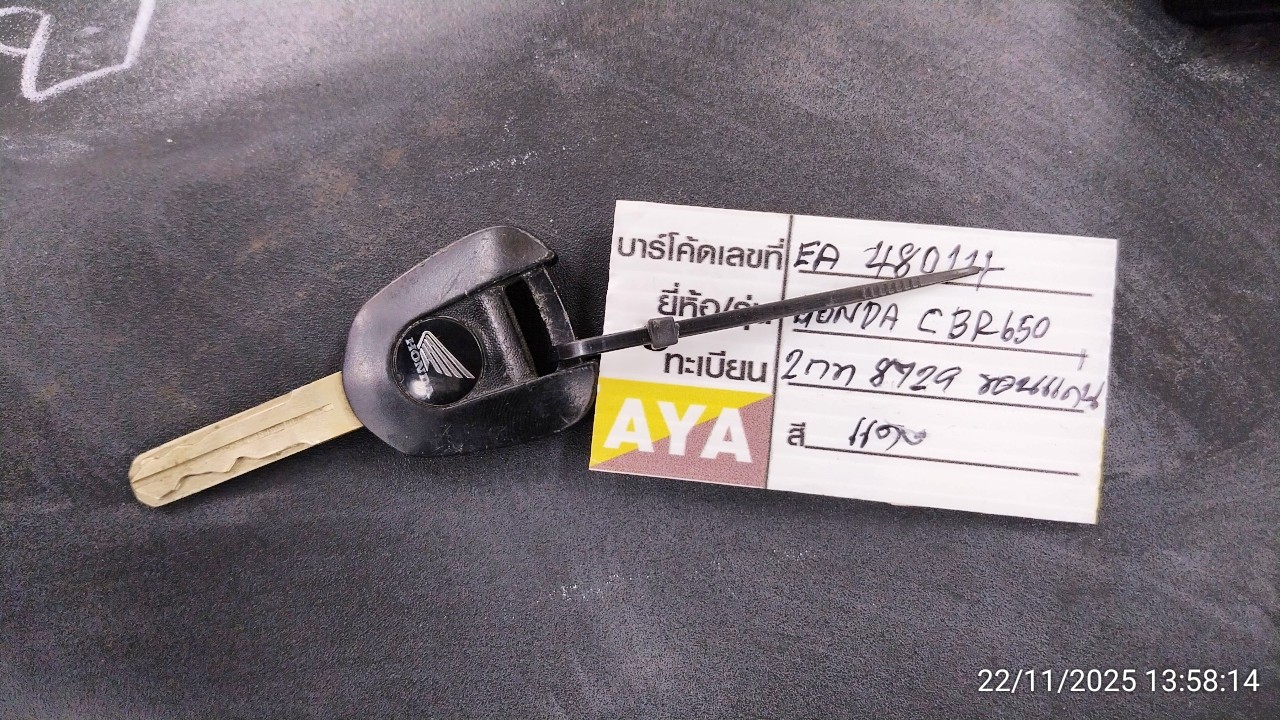 บาร์โค้ดเลขที่ EA 48014
ยี่ห้อ/รุ่น HONDA CBR650
ทะเบียน 2กก 8729 ขอนแก่น
AYA
สี แดง
HONDA
22/11/2025 13:58:14